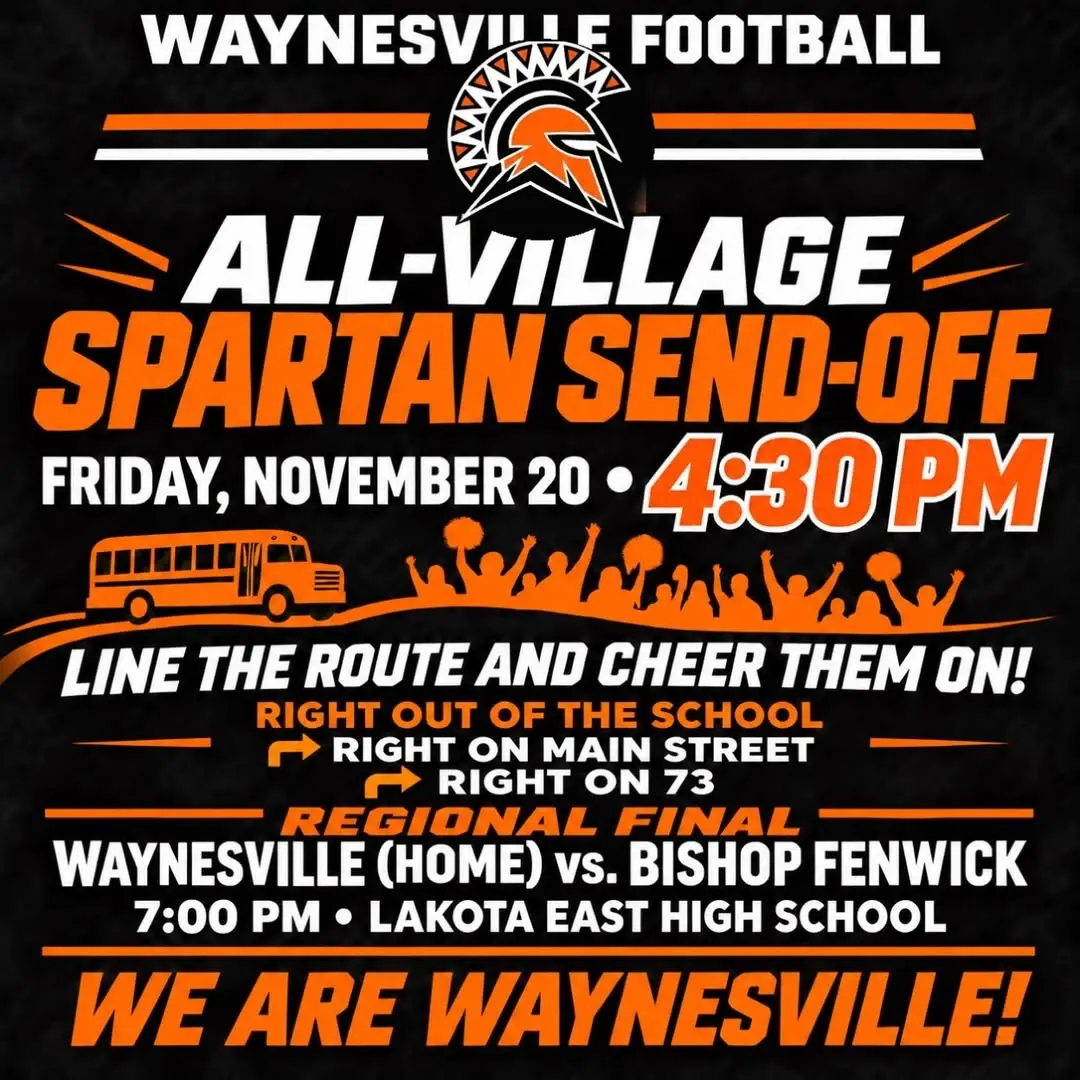 WAYNESVILLE FOOTBALL
ALL-VILLAGE
SPARTAN SEND-OFF
FRIDAY, NOVEMBER 20 • 4:30 PM
LINE THE ROUTE AND CHEER THEM ON!
RIGHT OUT OF THE SCHOOL
RIGHT ON MAIN STREET
RIGHT ON 73
REGIONAL FINAL
WAYNESVILLE (HOME) vs. BISHOP FENWICK
7:00 PM • LAKOTA EAST HIGH SCHOOL
WE ARE WAYNESVILLE!